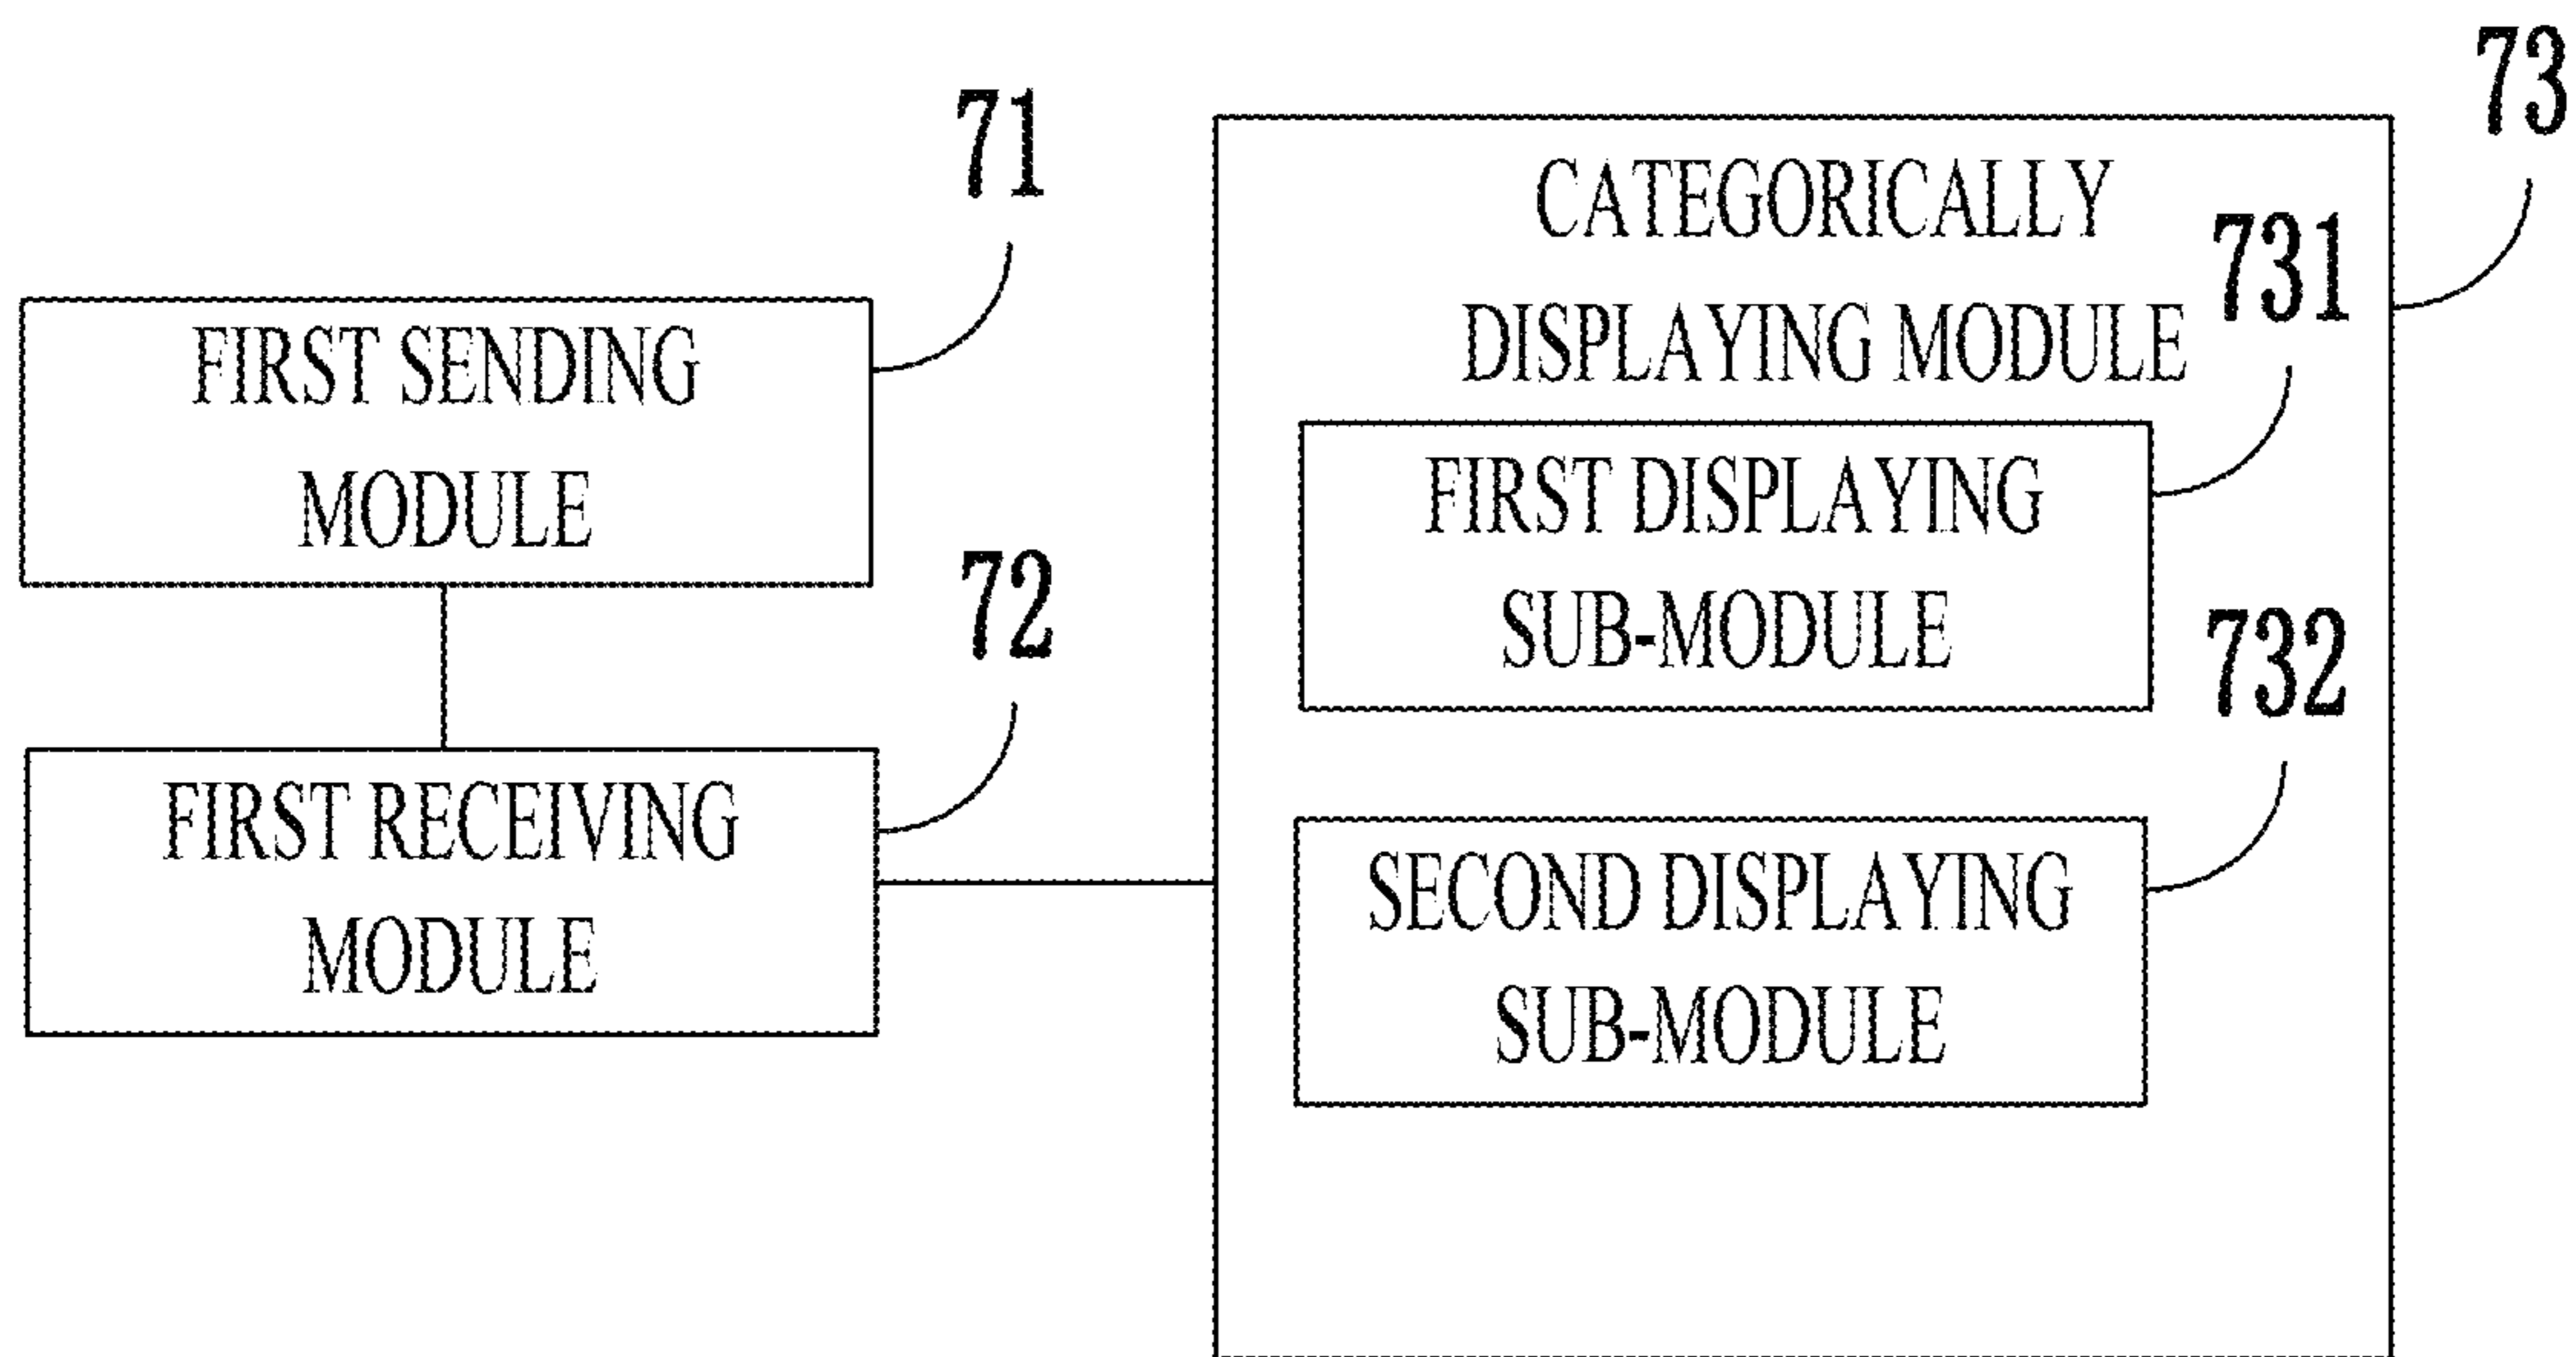 71
FIRST SENDING
MODULE
72
FIRST RECEIVING
MODULE
73
CATEGORICALLY
DISPLAYING MODULE
731
FIRST DISPLAYING
SUB-MODULE
732
SECOND DISPLAYING
SUB-MODULE